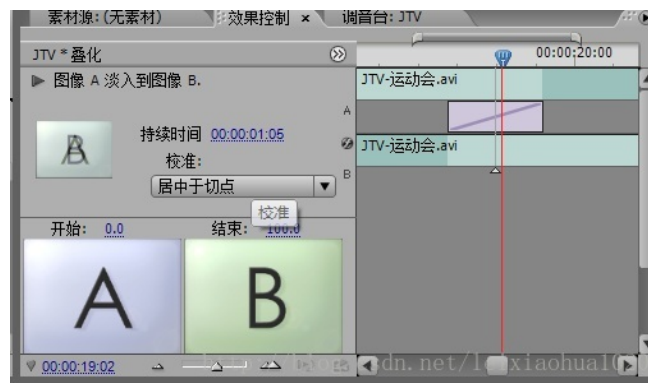 素材源:(无素材) 效果控制 × 调音台: JTV
JTV * 叠化 00:00:20:00
图像 A 淡入到图像 B. JTV-运动会.avi
A
持续时间 00:00:01:05
JTV-运动会.avi
校准:
B
居中于切点
校准
开始: 0.0 结束: 100.0
A B
00:00:19:02